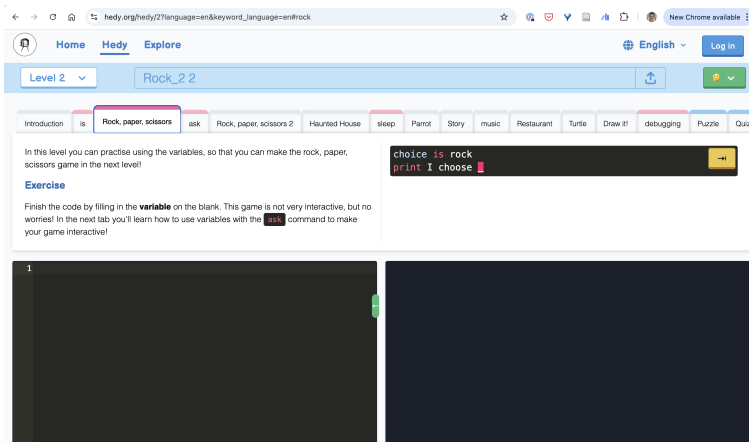 hedy.org/hedy/2?language=en&keyword_language=en#rock
New Chrome available
Home Hedy Explore
English
Log in
Level 2
Rock_2 2
Introduction is Rock, paper, scissors ask Rock, paper, scissors 2 Haunted House sleep Parrot Story music Restaurant Turtle Draw it! debugging Puzzle
In this level you can practise using the variables, so that you can make the rock, paper,
scissors game in the next level!
Exercise
Finish the code by filling in the variable on the blank. This game is not very interactive, but no
worries! In the next tab you'll learn how to use variables with the ask command to make
your game interactive!
choice is rock
print I choose _
1